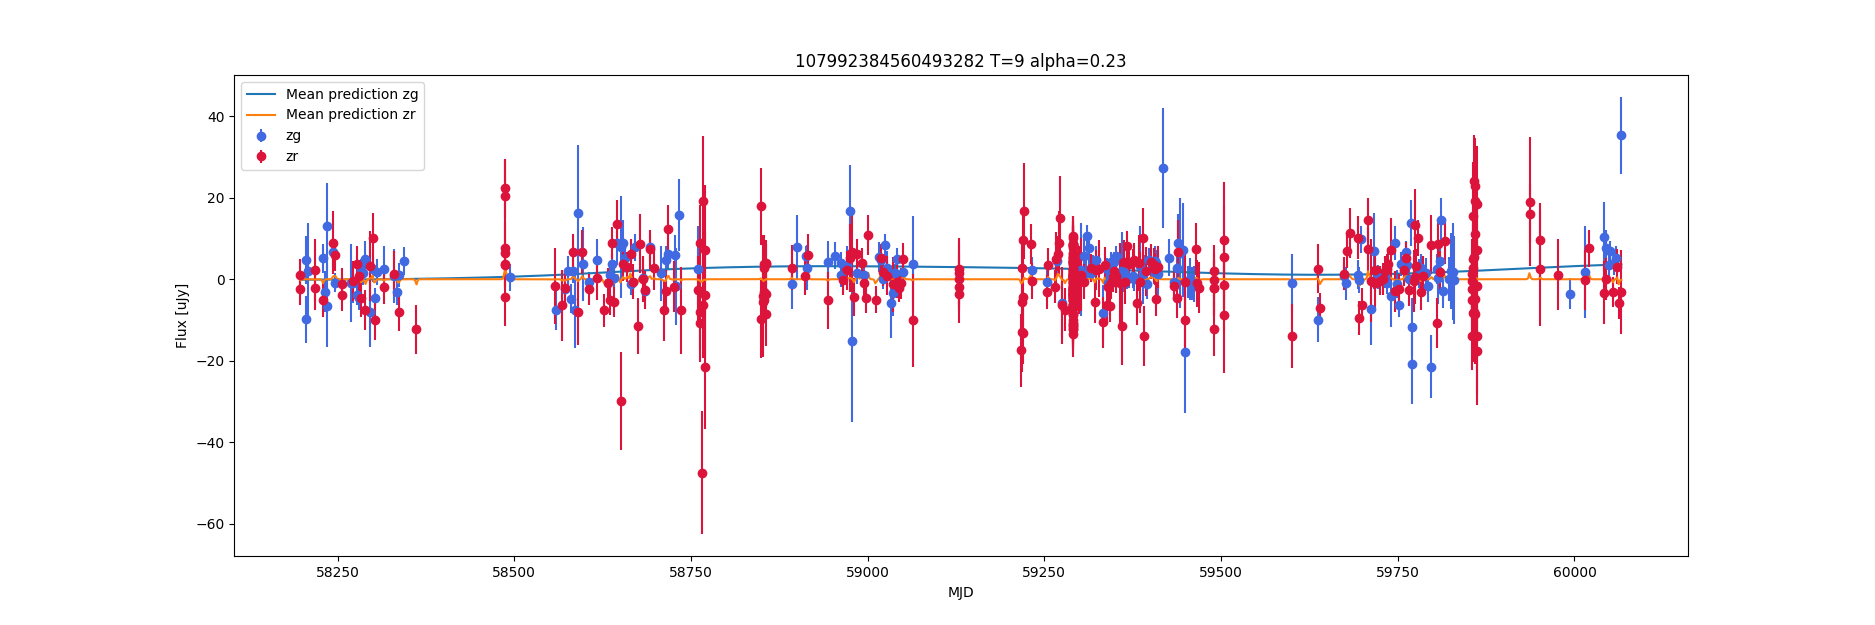 107992384560493282 T=9 alpha=0.23
Mean prediction zg
Mean prediction zr
zg
zr
Flux [uJy]
40
20
0
−20
−40
−60
58250
58500
58750
59000
59250
59500
59750
60000
MJD